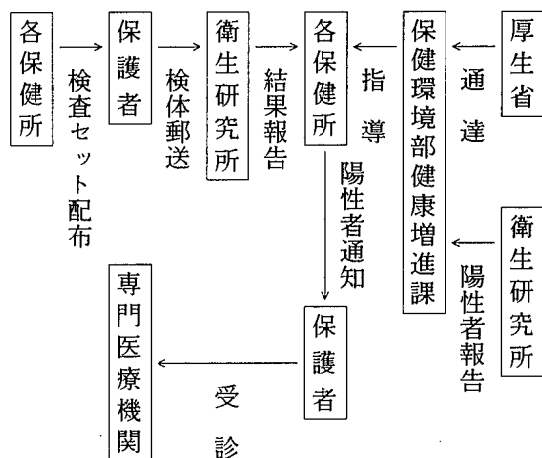 各保健所
検査セット配布
保護者
検体郵送
衛生研究所
結果報告
各保健所
指導
保健環境部健康増進課
通達
厚生省
陽性者通知
陽性者報告
衛生研究所
保護者
受診
専門医療機関